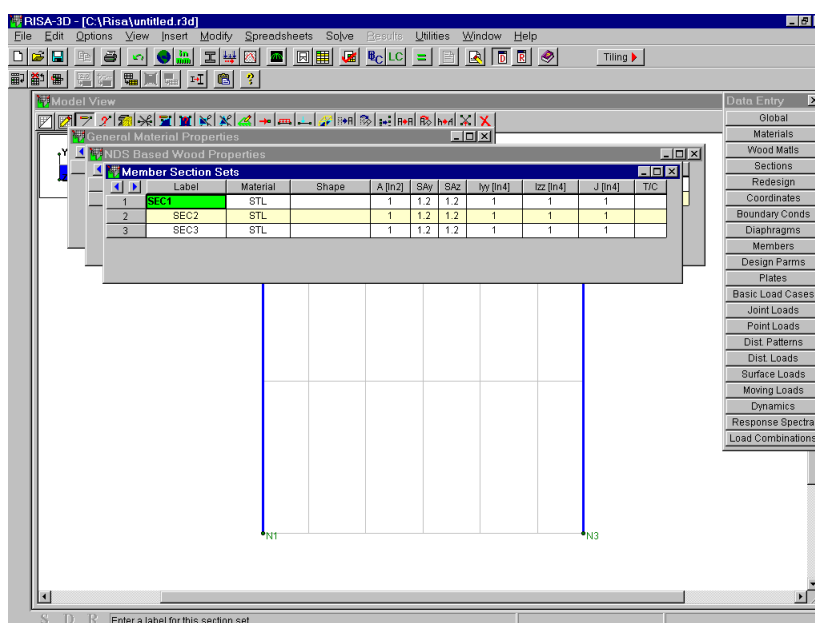 RISA-3D - [C:\Risa\untitled.r3d]
File Edit Options View Insert Modify Spreadsheets Solve Results Utilities Window Help
Tiling
Model View
Data Entry
Global
Materials
Wood Matls
Sections
Redesign
Coordinates
Boundary Conds
Diaphragms
Members
Design Parms
Plates
Basic Load Cases
Joint Loads
Point Loads
Dist. Patterns
Dist. Loads
Surface Loads
Moving Loads
Dynamics
Response Spectra
Load Combinations
General Material Properties
NDS Based Wood Properties
Member Section Sets
Label Material Shape A [In2] SAy SAz Iyy [In4] Izz [In4] J [In4] T/C
1 SEC1 STL 1 1.2 1.2 1 1 1
2 SEC2 STL 1 1.2 1.2 1 1 1
3 SEC3 STL 1 1.2 1.2 1 1 1
Y
N1 N3
S D R Enter a label for this section set